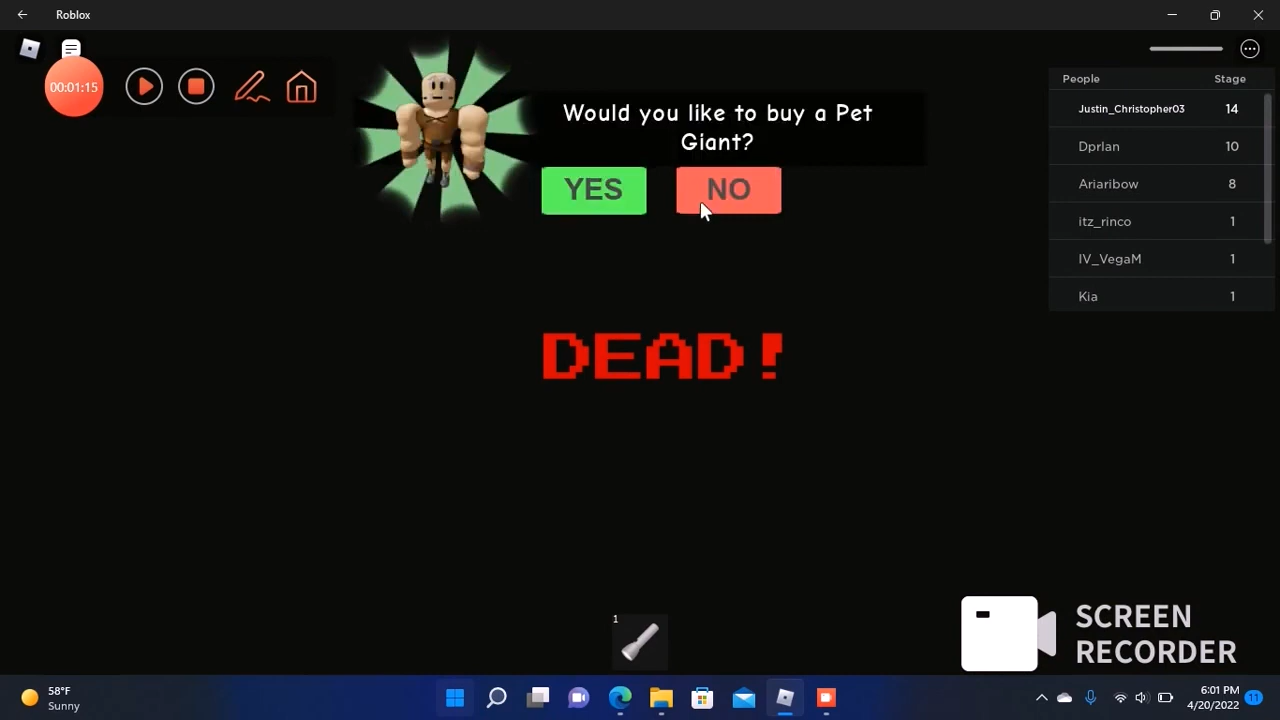 Roblox
00:01:15
Would you like to buy a Pet
Giant?
YES
NO
People Stage
Justin_Christopher03 14
Dprlan 10
Ariaribow 8
itz_rinco 1
IV_VegaM 1
Kia 1
DEAD!
1
SCREEN
RECORDER
58°F
Sunny
6:01 PM
4/20/2022
11